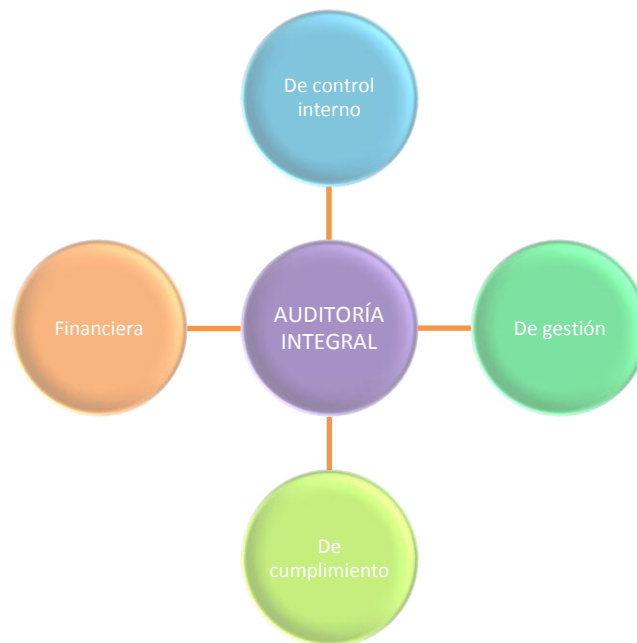 De control
interno
Financiera
AUDITORÍA
INTEGRAL
De gestión
De
cumplimiento